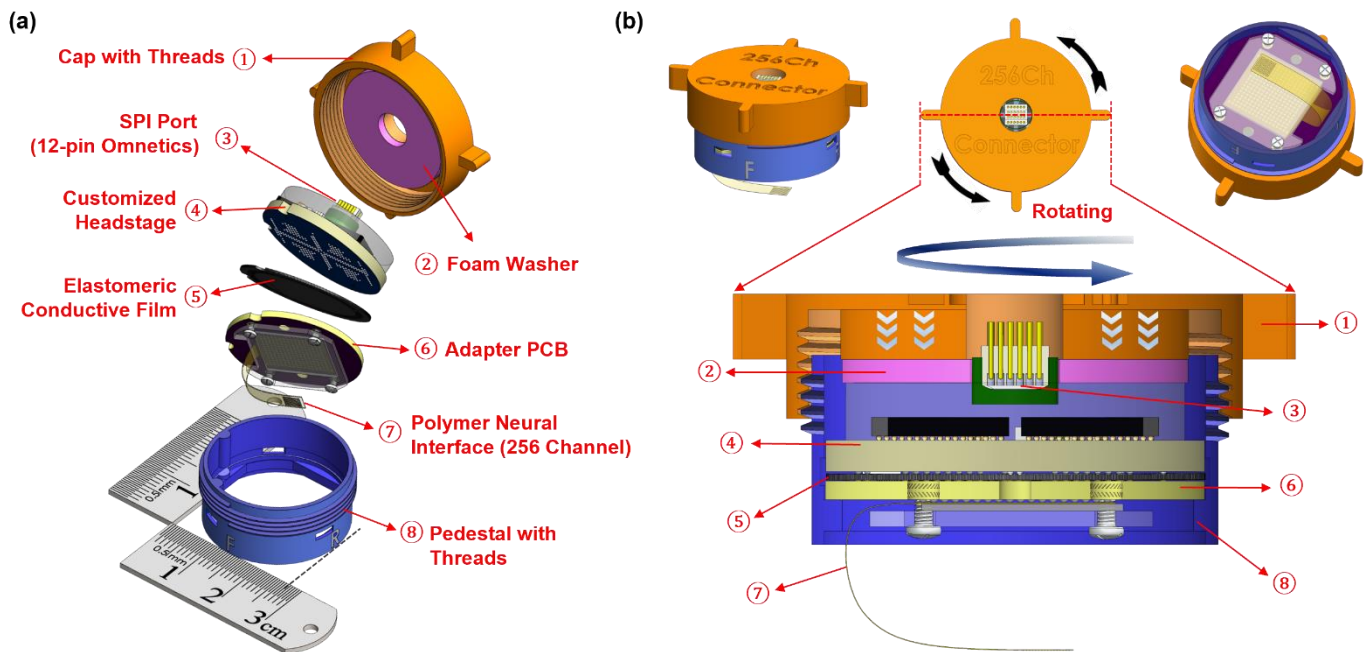 (a)
Cap with Threads ①
SPI Port ③
(12-pin Omnetics)
Customized ④
Headstage
② Foam Washer
Elastomeric ⑤
Conductive Film
⑥ Adapter PCB
⑦ Polymer Neural
Interface (256 Channel)
0.5mm 1
F R
⑧ Pedestal with
Threads
0.5mm 1 2 3 cm
(b)
256Ch
Connector
F
256Ch
Connector
Rotating
①
②
③
④
⑤
⑥
⑦
⑧